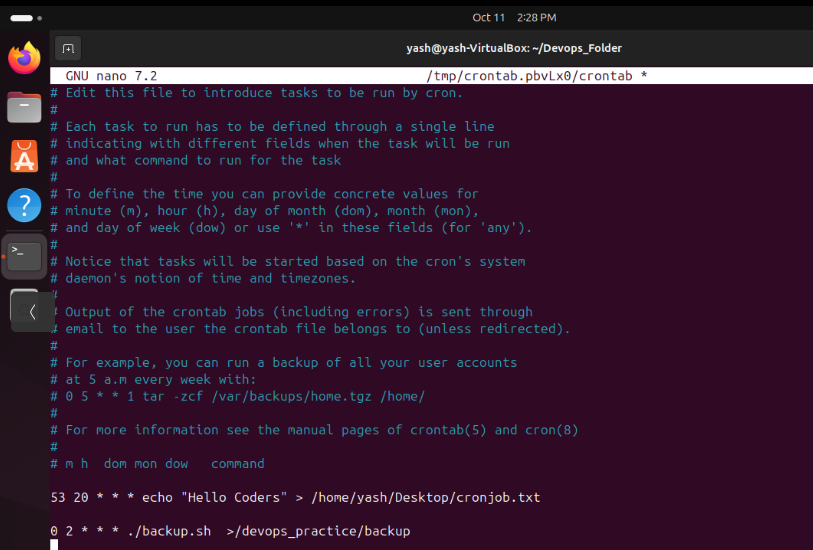 Oct 11 2:28 PM
yash@yash-VirtualBox: ~/Devops_Folder
GNU nano 7.2 /tmp/crontab.pbvLx0/crontab *
# Edit this file to introduce tasks to be run by cron.
#
# Each task to run has to be defined through a single line
# indicating with different fields when the task will be run
# and what command to run for the task
#
# To define the time you can provide concrete values for
# minute (m), hour (h), day of month (dom), month (mon),
# and day of week (dow) or use '*' in these fields (for 'any').
#
# Notice that tasks will be started based on the cron's system
# daemon's notion of time and timezones.
#
# Output of the crontab jobs (including errors) is sent through
# email to the user the crontab file belongs to (unless redirected).
#
# For example, you can run a backup of all your user accounts
# at 5 a.m every week with:
# 0 5 * * 1 tar -zcf /var/backups/home.tgz /home/
#
# For more information see the manual pages of crontab(5) and cron(8)
#
# m h  dom mon dow   command
53 20 * * * echo "Hello Coders" > /home/yash/Desktop/cronjob.txt
0 2 * * * ./backup.sh  >/devops_practice/backup